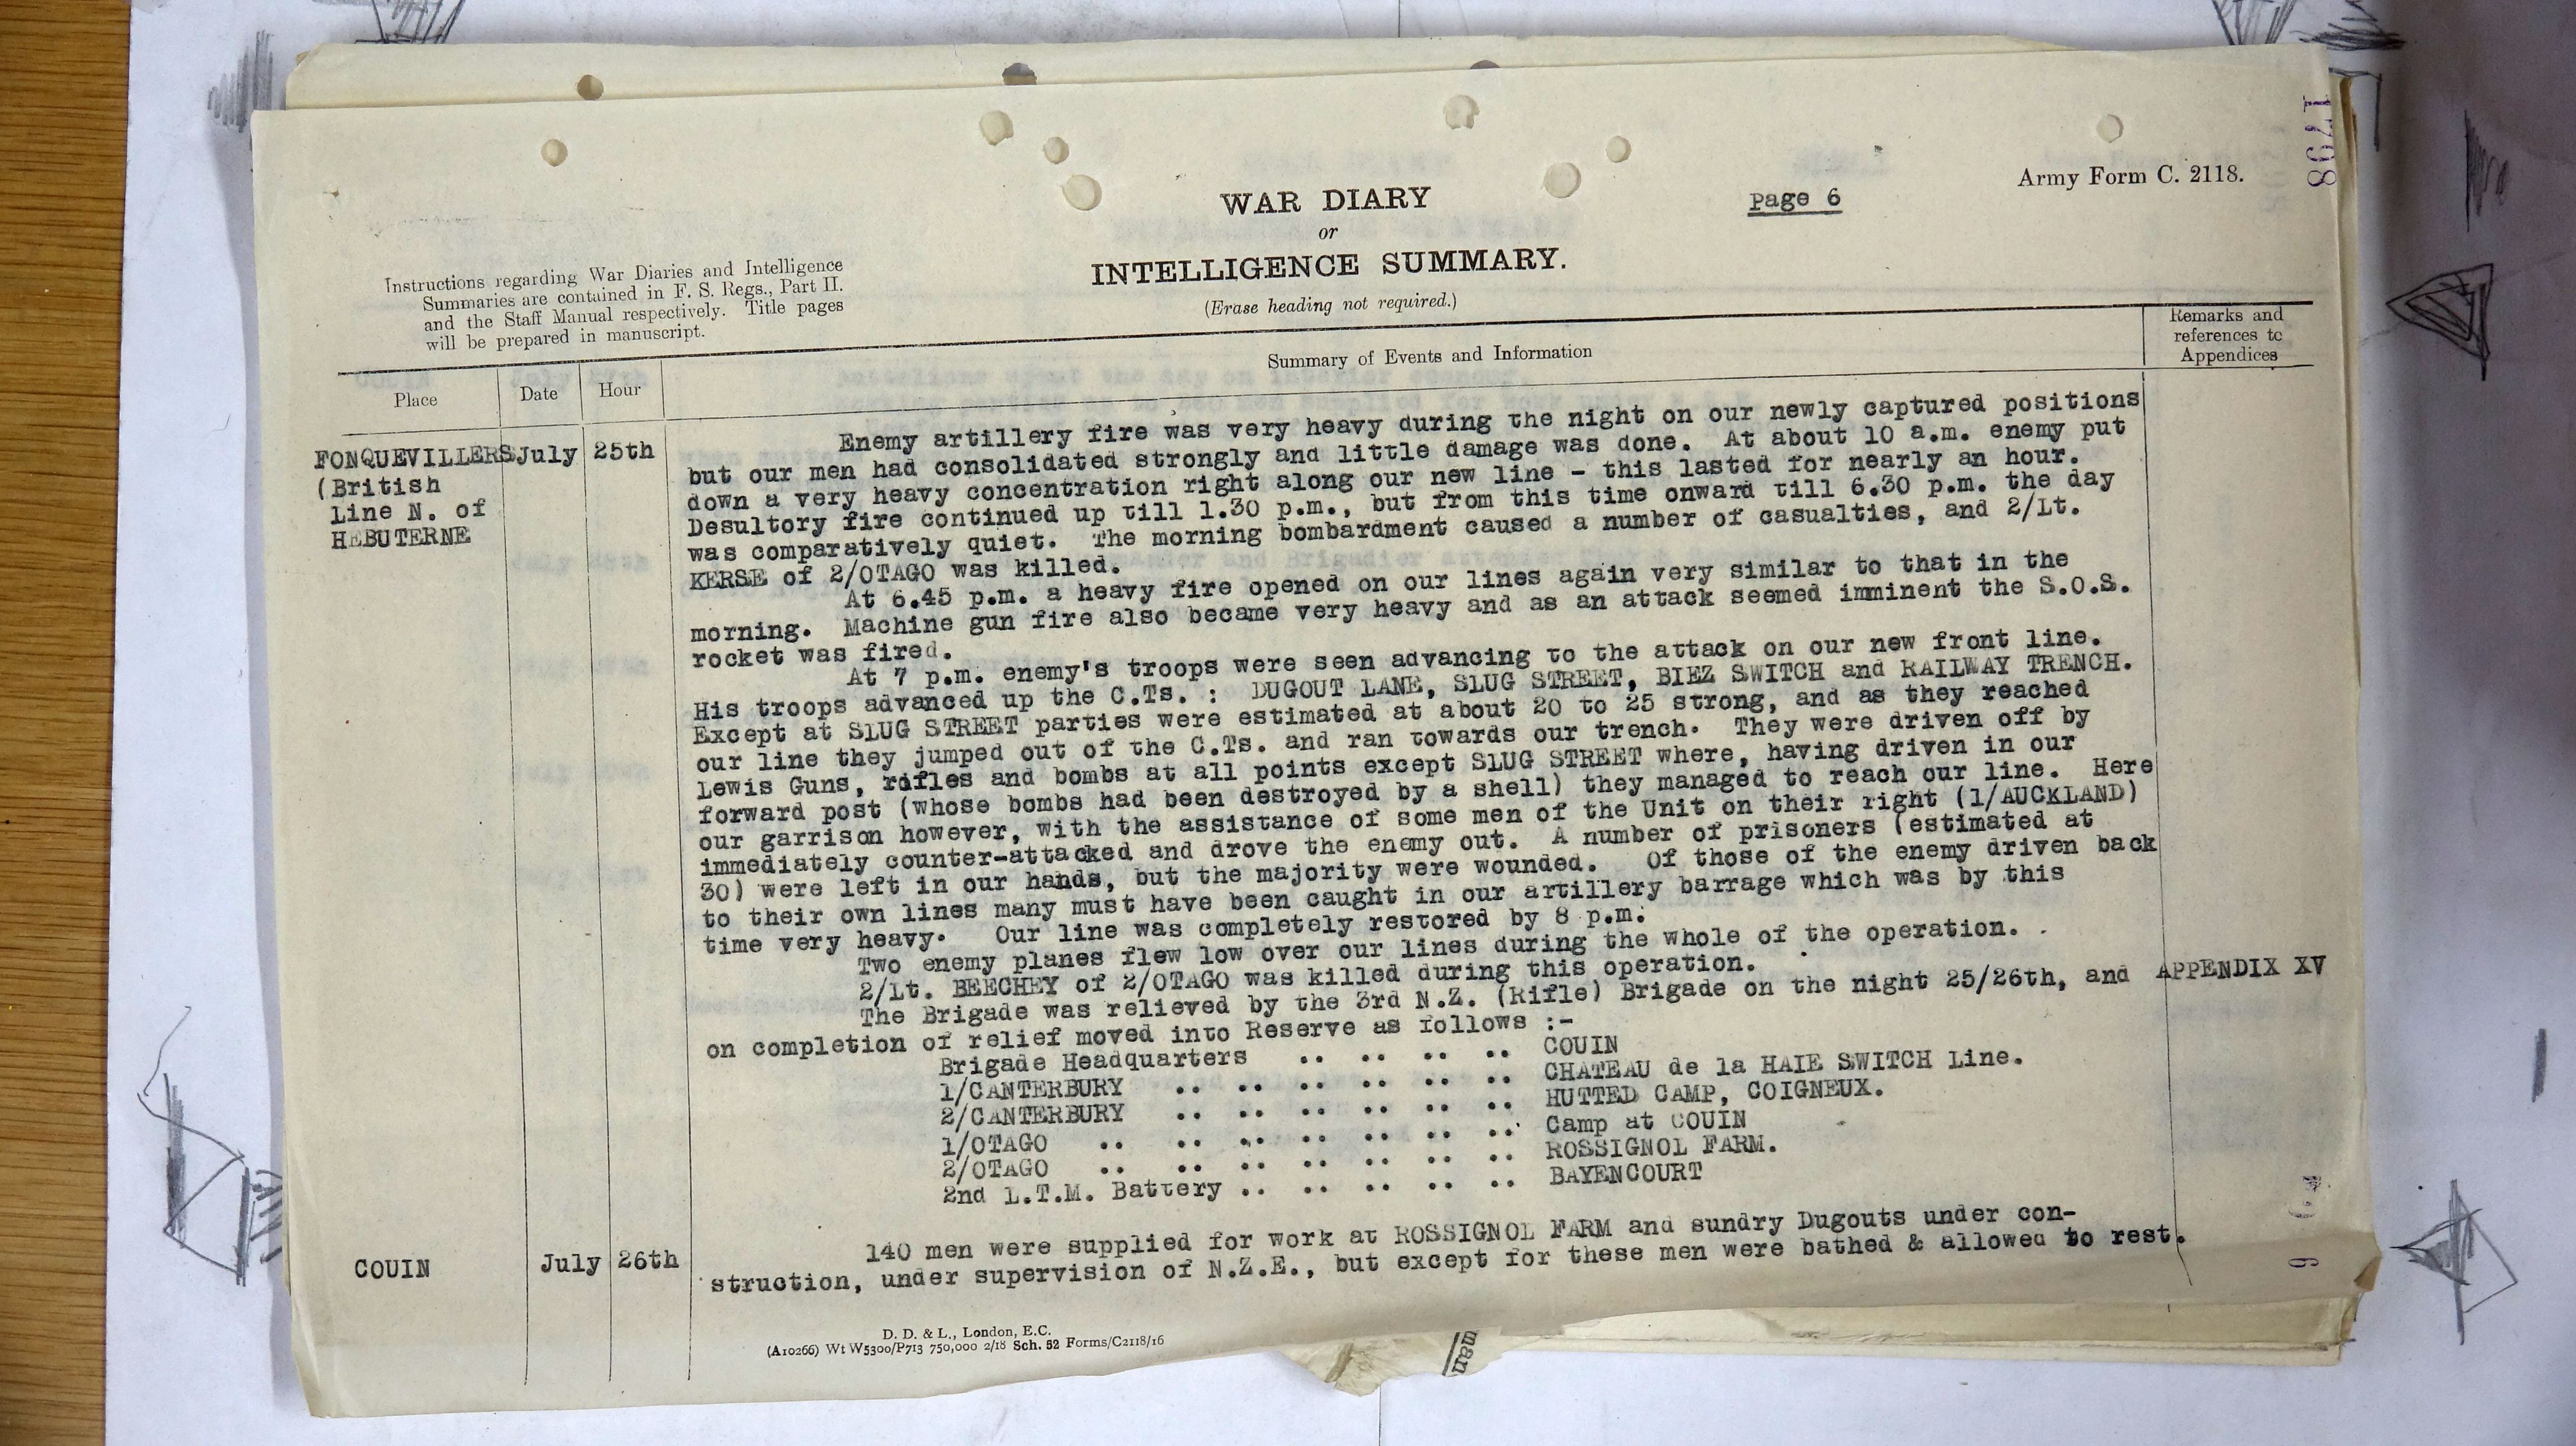 1798
Army Form C. 2118.
Page 6
WAR DIARY
or
INTELLIGENCE SUMMARY.
(Erase heading not required.)
Instructions regarding War Diaries and Intelligence
Summaries are contained in F. S. Regs., Part II.
and the Staff Manual respectively. Title pages
will be prepared in manuscript.
Place
Date
Hour
Summary of Events and Information
Remarks and
references to
Appendices
FONQUEVILLERS
(British
Line N. of
HEBUTERNE
July 25th
Enemy artillery fire was very heavy during the night on our newly captured positions
but our men had consolidated strongly and little damage was done. At about 10 a.m. enemy put
down a very heavy concentration right along our new line - this lasted for nearly an hour.
Desultory fire continued up till 1.30 p.m., but from this time onward till 6.30 p.m. the day
was comparatively quiet. The morning bombardment caused a number of casualties, and 2/Lt.
KERSE of 2/OTAGO was killed.
At 6.45 p.m. a heavy fire opened on our lines again very similar to that in the
morning. Machine gun fire also became very heavy and as an attack seemed imminent the S.O.S.
rocket was fired.
At 7 p.m. enemy's troops were seen advancing to the attack on our new front line.
His troops advanced up the C.Ts. : DUGOUT LANE, SLUG STREET, BIEZ SWITCH and RAILWAY TRENCH.
Except at SLUG STREET parties were estimated at about 20 to 25 strong, and as they reached
our line they jumped out of the C.Ts. and ran towards our trench. They were driven off by
Lewis Guns, rifles and bombs at all points except SLUG STREET where, having driven in our
forward post (whose bombs had been destroyed by a shell) they managed to reach our line. Here
our garrison however, with the assistance of some men of the Unit on their right (1/AUCKLAND)
immediately counter-attacked and drove the enemy out. A number of prisoners (estimated at
30) were left in our hands, but the majority were wounded. Of those of the enemy driven back
to their own lines many must have been caught in our artillery barrage which was by this
time very heavy. Our line was completely restored by 8 p.m.
Two enemy planes flew low over our lines during the whole of the operation.
2/Lt. BEECHEY of 2/OTAGO was killed during this operation.
The Brigade was relieved by the 3rd N.Z. (Rifle) Brigade on the night 25/26th, and APPENDIX XV
on completion of relief moved into Reserve as follows :-
Brigade Headquarters .. .. .. .. COUIN
1/CANTERBURY .. .. .. .. .. .. CHATEAU de la HAIE SWITCH Line.
2/CANTERBURY .. .. .. .. .. .. HUTTED CAMP, COIGNEUX.
1/OTAGO .. .. .. .. .. .. .. Camp at COUIN
2/OTAGO .. .. .. .. .. .. .. ROSSIGNOL FARM.
2nd L.T.M. Battery .. .. .. .. .. BAYENCOURT
COUIN
July 26th
140 men were supplied for work at ROSSIGNOL FARM and sundry Dugouts under con-
struction, under supervision of N.Z.E., but except for these men were bathed & allowed to rest.
D. D. & L., London, E.C.
(A10266) Wt W5300/P713 750,000 2/18 Sch. 52 Forms/C2118/16